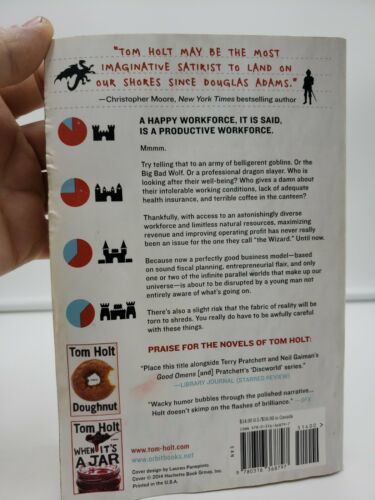 "TOM HOLT MAY BE THE MOST
IMAGINATIVE SATIRIST TO LAND ON
OUR SHORES SINCE DOUGLAS ADAMS."
—Christopher Moore, New York Times bestselling author
A HAPPY WORKFORCE, IT IS SAID,
IS A PRODUCTIVE WORKFORCE.
Mmmm.
Try telling that to an army of belligerent goblins. Or the
Big Bad Wolf. Or a professional dragon slayer. Who is
looking after their well-being? Who gives a damn about
their intolerable working conditions, lack of adequate
health insurance, and terrible coffee in the canteen?
Thankfully, with access to an astonishingly diverse
workforce and limitless natural resources, maximizing
revenue and improving operating profit has never really
been an issue for the one they call "the Wizard." Until now.
Because now a perfectly good business model—based
on sound fiscal planning, entrepreneurial flair, and only
one or two of the infinite parallel worlds that make up our
universe—is about to be disrupted by a young man not
entirely aware of what's going on.
There's also a slight risk that the fabric of reality will be
torn to shreds. You really do have to be awfully careful
with these things.
PRAISE FOR THE NOVELS OF TOM HOLT:
"Place this title alongside Terry Pratchett and Neil Gaiman's
Good Omens [and] Pratchett's 'Discworld' series."
—LIBRARY JOURNAL (STARRED REVIEW)
"Wacky humor bubbles through the polished narrative...
Holt doesn't skimp on the flashes of brilliance." —SFX
Tom Holt
Doughnut
Tom Holt
WHEN IT'S
A JAR
www.tom-holt.com
www.orbitbooks.net
Cover design by Lauren Panepinto
Cover © 2014 Hachette Book Group, Inc.
Printed in the U.S.A.